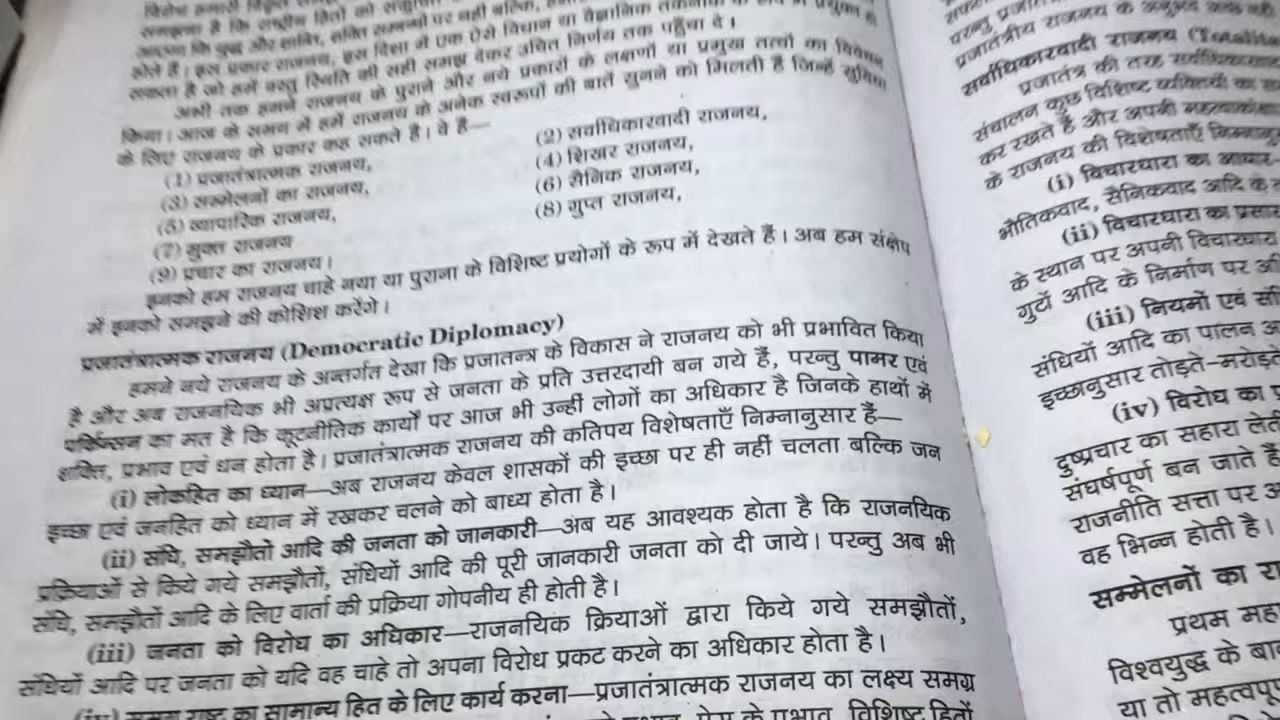 समझता है कि राष्ट्रीय हितों को
शक्ति सम्बन्धों पर नहीं बल्कि,
होते हैं। इस प्रकार राजनय, इस दिशा में एक ऐसे विधान या वैज्ञानिक तकनीक के रूप में प्रयुक्त हो
सकता है जो हमें वस्तु स्थिति की सही समझ देकर उचित निर्णय तक पहुँचा दे।
अभी तक हमने राजनय के पुराने और नये प्रकारों के लक्षणों या प्रमुख तत्वों का विवेचन
किया। आज के समय में हमें राजनय के अनेक स्वरूपों की बातें सुनने को मिलती हैं जिन्हें सुविधा
के लिए राजनय के प्रकार कह सकते हैं। वे हैं—
(1) प्रजातंत्रात्मक राजनय, (2) सर्वाधिकारवादी राजनय,
(3) सम्मेलनों का राजनय, (4) शिखर राजनय,
(5) व्यापारिक राजनय, (6) सैनिक राजनय,
(7) मुक्त राजनय (8) गुप्त राजनय,
(9) प्रचार का राजनय।
इनको हम राजनय चाहे नया या पुराना के विशिष्ट प्रयोगों के रूप में देखते हैं। अब हम संक्षेप
में इनको समझने की कोशिश करेंगे।
प्रजातंत्रात्मक राजनय (Democratic Diplomacy)
हमने नये राजनय के अन्तर्गत देखा कि प्रजातन्त्र के विकास ने राजनय को भी प्रभावित किया
है और अब राजनयिक भी अप्रत्यक्ष रूप से जनता के प्रति उत्तरदायी बन गये हैं, परन्तु पामर एवं
पर्किन्सन का मत है कि कूटनीतिक कार्यों पर आज भी उन्हीं लोगों का अधिकार है जिनके हाथों में
शक्ति, प्रभाव एवं धन होता है। प्रजातंत्रात्मक राजनय की कतिपय विशेषताएँ निम्नानुसार हैं—
(i) लोकहित का ध्यान—अब राजनय केवल शासकों की इच्छा पर ही नहीं चलता बल्कि जन
इच्छा एवं जनहित को ध्यान में रखकर चलने को बाध्य होता है।
(ii) संधि, समझौतो आदि की जनता को जानकारी—अब यह आवश्यक होता है कि राजनयिक
प्रक्रियाओं से किये गये समझौतों, संधियों आदि की पूरी जानकारी जनता को दी जाये। परन्तु अब भी
संधि, समझौतों आदि के लिए वार्ता की प्रक्रिया गोपनीय ही होती है।
(iii) जनता को विरोध का अधिकार—राजनयिक क्रियाओं द्वारा किये गये समझौतों,
संधियों आदि पर जनता को यदि वह चाहे तो अपना विरोध प्रकट करने का अधिकार होता है।
का सामान्य हित के लिए कार्य करना—प्रजातंत्रात्मक राजनय का लक्ष्य समग्र
के प्रभाव, विशिष्ट हितों
प्रजातंत्रीय राजनय के अनुभव
सर्वाधिकारवादी राजनय
प्रजातंत्र की तरह
संचालन कुछ विशिष्ट व्यक्तियों का
कर रखते हैं और अपनी
के राजनय की विशेषताएँ
(i) विचारधारा का आधार
भौतिकवाद, सैनिकवाद आदि के
(ii) विचारधारा का प्रसार
के स्थान पर अपनी विचारधारा
गुटों आदि के निर्माण पर
(iii) नियमों एवं
संधियों आदि का पालन
इच्छानुसार तोड़ते-मरोड़ते
(iv) विरोध का
दुष्प्रचार का सहारा लेती
संघर्षपूर्ण बन जाते हैं
राजनीति सत्ता पर
वह भिन्न होती है।
सम्मेलनों का
प्रथम
विश्वयुद्ध के
या तो महत्वपू